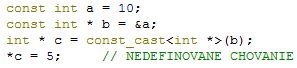 const int a = 10;
const int * b = &a;
int * c = const_cast<int *>(b);
*c = 5;      // NEDEFINOVANE CHOVANIE